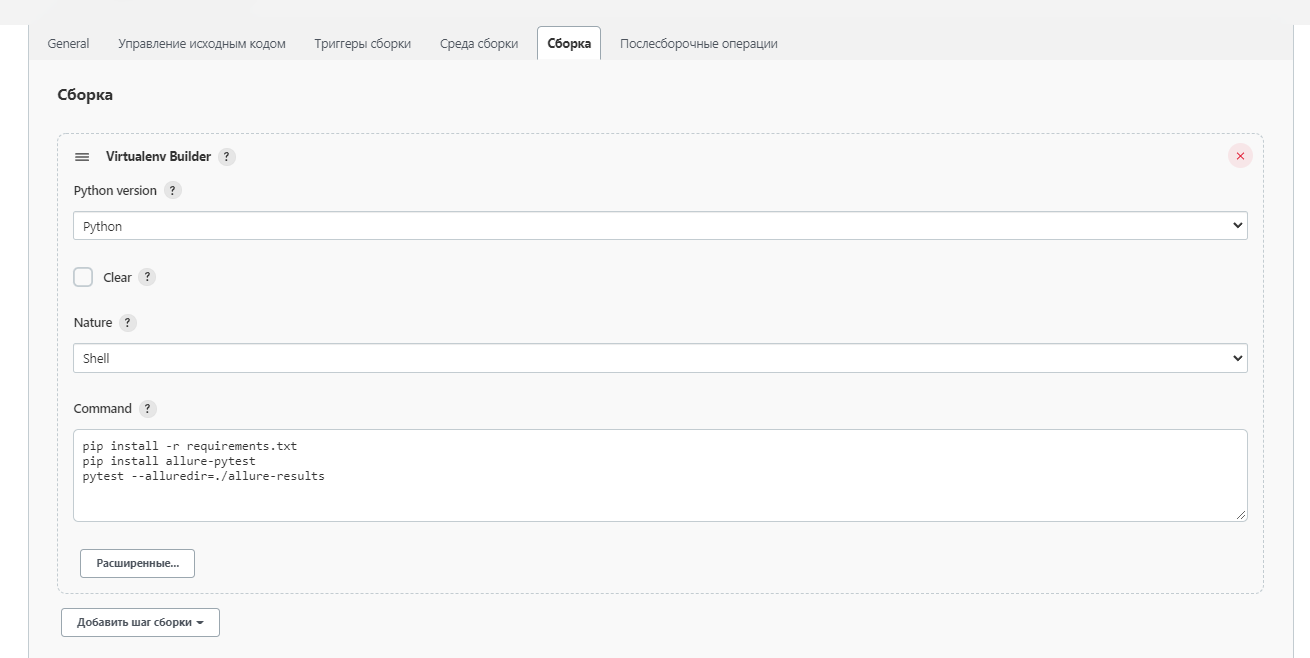 General Управление исходным кодом Триггеры сборки Среда сборки Сборка Послесборочные операции
Сборка
Virtualenv Builder ?
Python version ?
Python
Clear ?
Nature ?
Shell
Command ?
pip install -r requirements.txt
pip install allure-pytest
pytest --alluredir=./allure-results
Расширенные...
Добавить шаг сборки